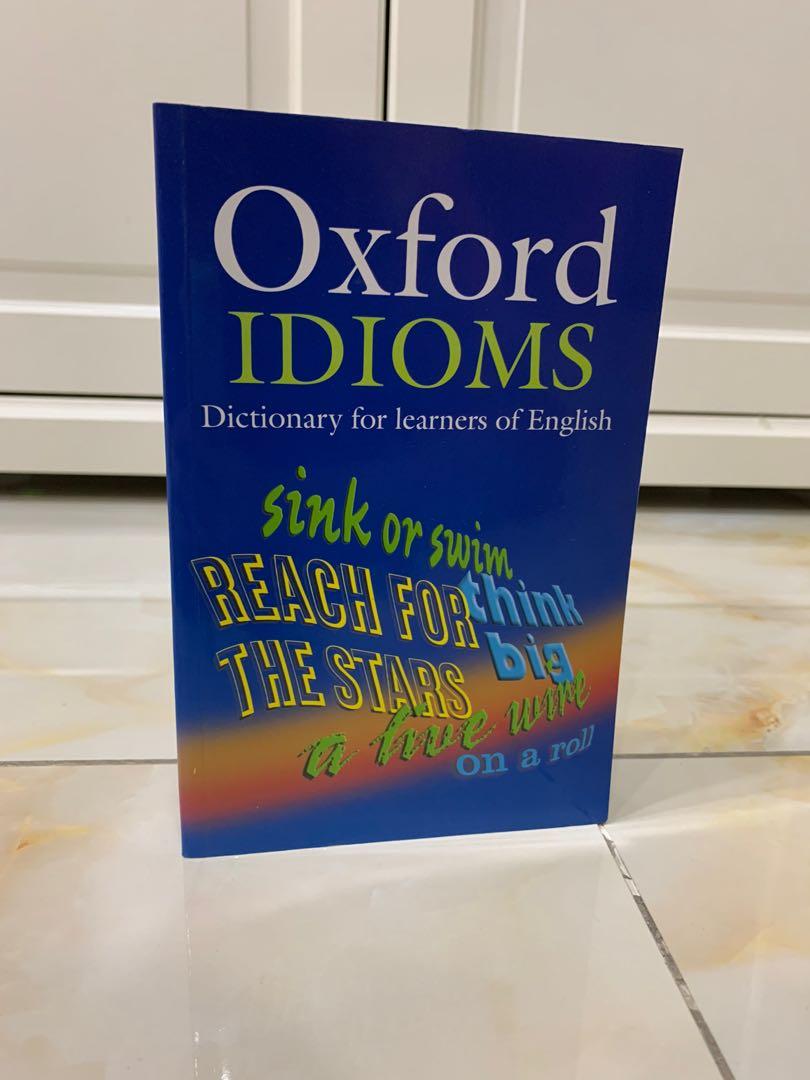 Oxford
IDIOMS
Dictionary for learners of English
sink or swim
REACH FOR
THE STARS
think
big
a live wire
on a roll